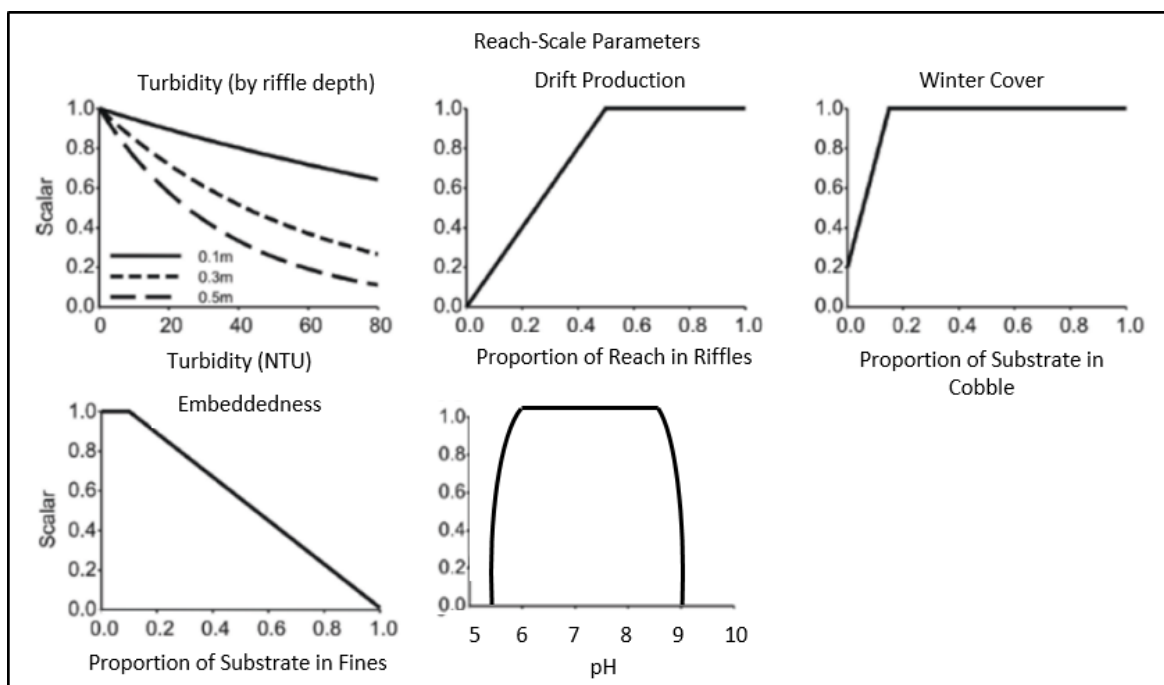 Reach-Scale Parameters
Turbidity (by riffle depth)
Drift Production
Winter Cover
1.0
0.8
0.6
0.4
0.2
0.0
Scalar
0.1m
0.3m
0.5m
0 20 40 60 80
Turbidity (NTU)
1.0
0.8
0.6
0.4
0.2
0.0
0.0 0.2 0.4 0.6 0.8 1.0
Proportion of Reach in Riffles
1.0
0.8
0.6
0.4
0.2
0.0
0.0 0.2 0.4 0.6 0.8 1.0
Proportion of Substrate in
Cobble
Embeddedness
1.0
0.8
0.6
0.4
0.2
0.0
Scalar
0.0 0.2 0.4 0.6 0.8 1.0
Proportion of Substrate in Fines
1.0
0.8
0.6
0.4
0.2
0.0
5 6 7 8 9 10
pH